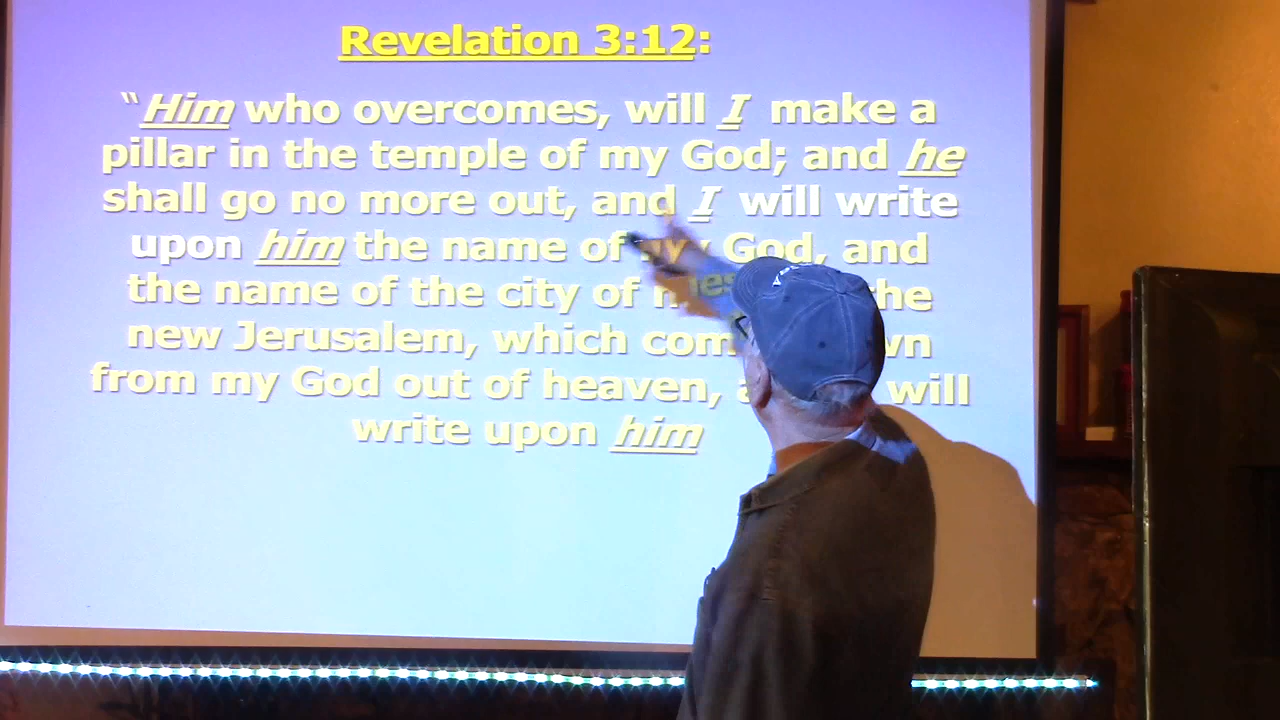 Revelation 3:12:
“Him who overcomes, will I make a
pillar in the temple of my God; and he
shall go no more out, and I will write
upon him the name of my God, and
the name of the city of the
new Jerusalem, which
from my God out of heaven, will
write upon him